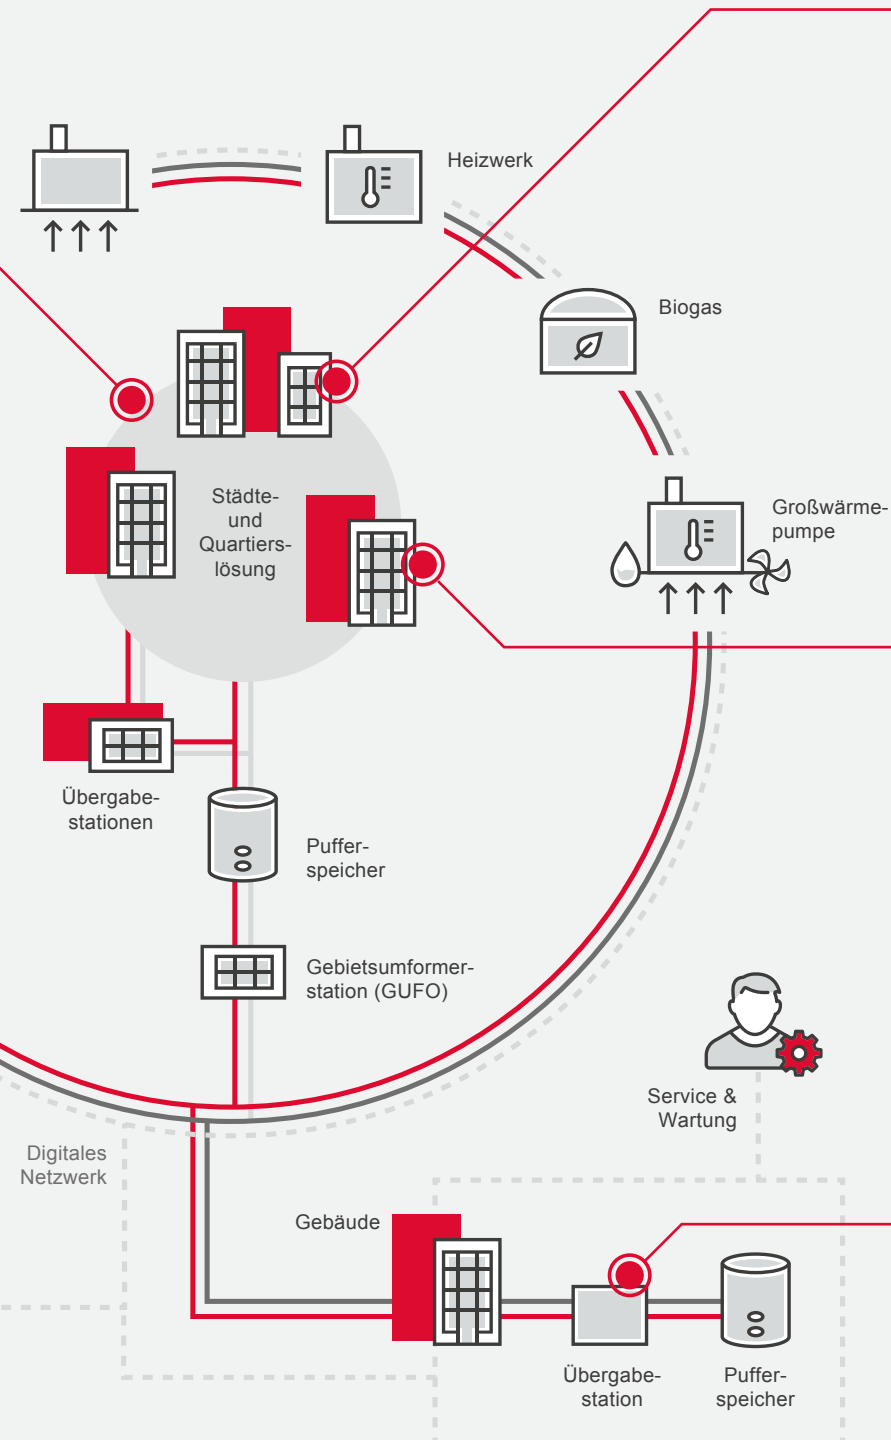 Heizwerk
Biogas
Großwärme-
pumpe
Städte-
und
Quartiers-
lösung
Übergabe-
stationen
Puffer-
speicher
Gebietsumformer-
station (GUFO)
Service &
Wartung
Digitales
Netzwerk
Gebäude
Übergabe-
station
Puffer-
speicher